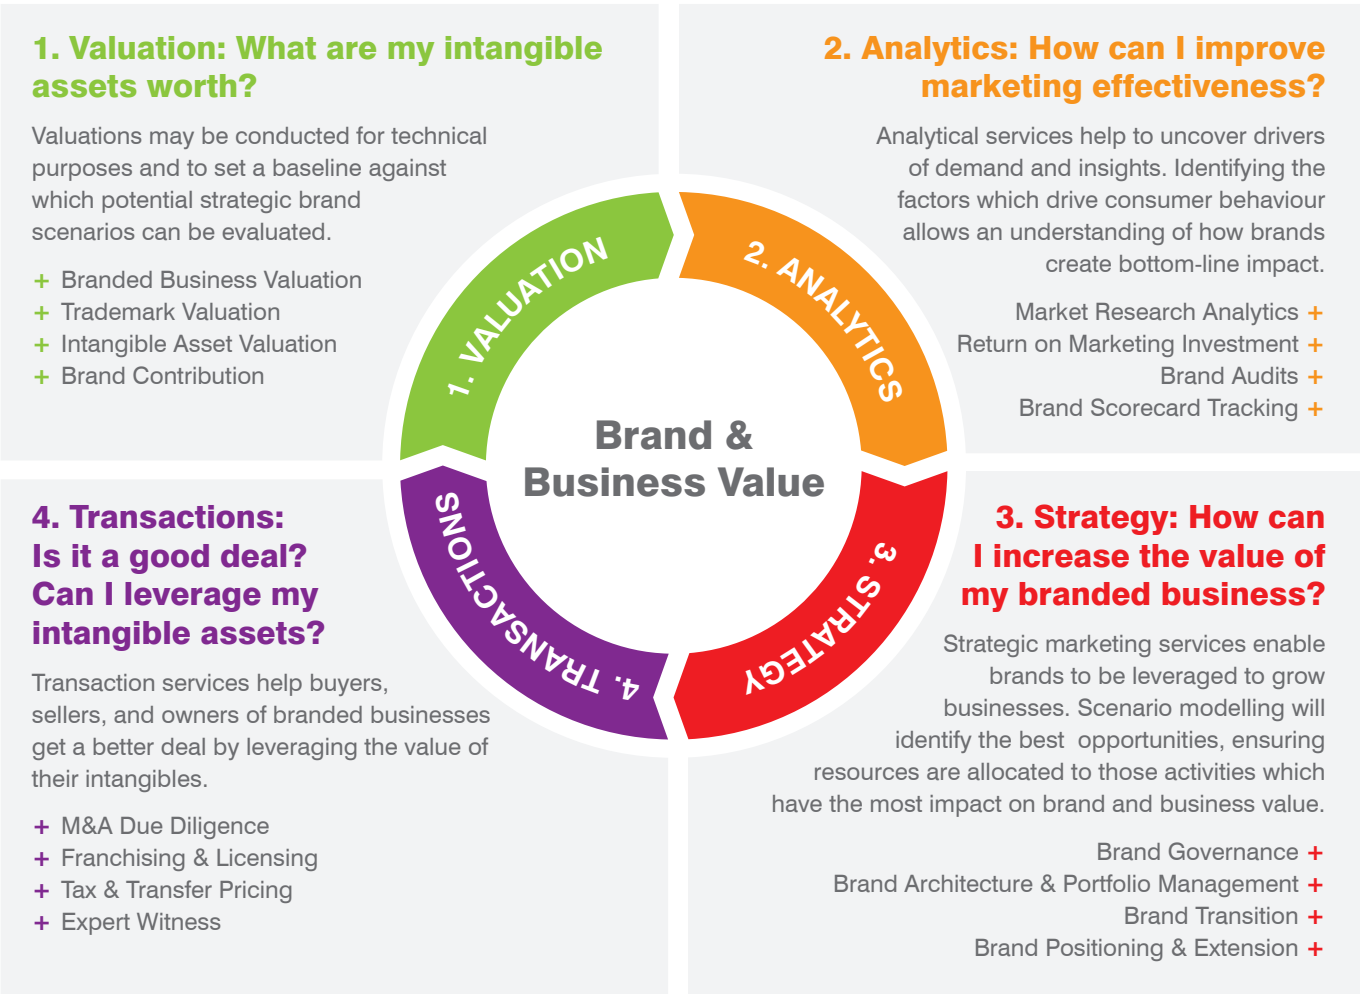 1. Valuation: What are my intangible
assets worth?
Valuations may be conducted for technical
purposes and to set a baseline against
which potential strategic brand
scenarios can be evaluated.
+ Branded Business Valuation
+ Trademark Valuation
+ Intangible Asset Valuation
+ Brand Contribution
2. Analytics: How can I improve
marketing effectiveness?
Analytical services help to uncover drivers
of demand and insights. Identifying the
factors which drive consumer behaviour
allows an understanding of how brands
create bottom-line impact.
Market Research Analytics +
Return on Marketing Investment +
Brand Audits +
Brand Scorecard Tracking +
1. VALUATION
2. ANALYTICS
3. STRATEGY
4. TRANSACTIONS
Brand &
Business Value
3. Strategy: How can
I increase the value of
my branded business?
Strategic marketing services enable
brands to be leveraged to grow
businesses. Scenario modelling will
identify the best  opportunities, ensuring
resources are allocated to those activities which
have the most impact on brand and business value.
Brand Governance +
Brand Architecture & Portfolio Management +
Brand Transition +
Brand Positioning & Extension +
4. Transactions:
Is it a good deal?
Can I leverage my
intangible assets?
Transaction services help buyers,
sellers, and owners of branded businesses
get a better deal by leveraging the value of
their intangibles.
+ M&A Due Diligence
+ Franchising & Licensing
+ Tax & Transfer Pricing
+ Expert Witness